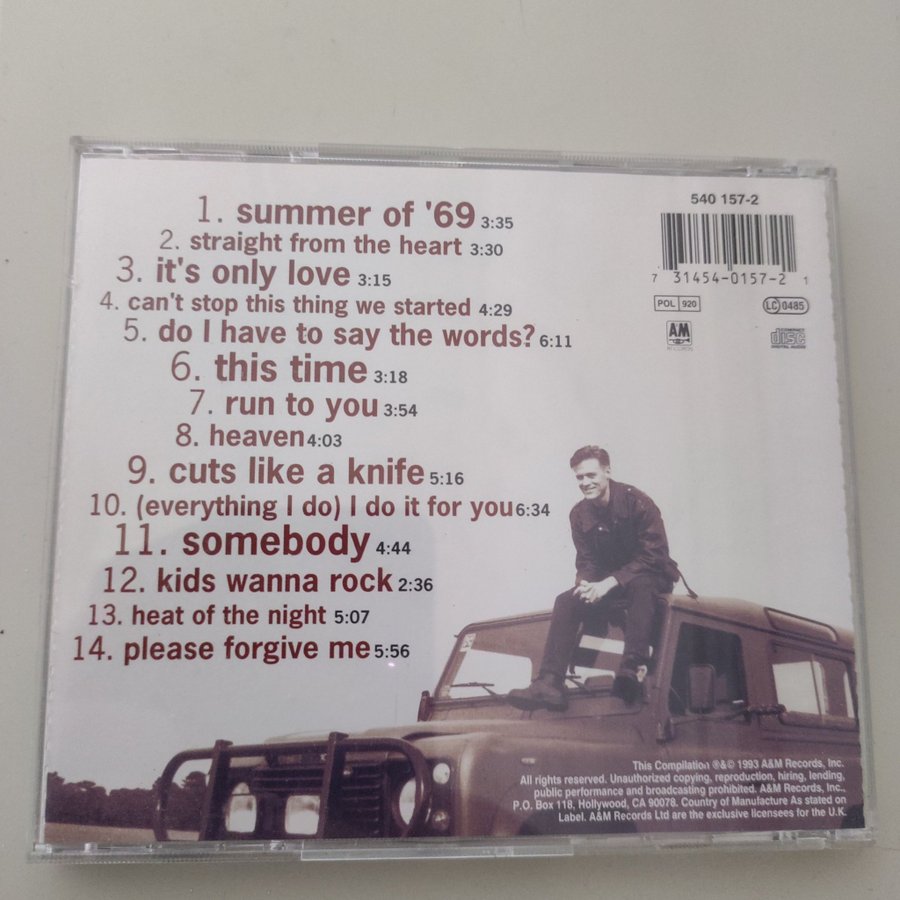 1. summer of '69 3:35
2. straight from the heart 3:30
3. it's only love 3:15
4. can't stop this thing we started 4:29
5. do I have to say the words? 6:11
6. this time 3:18
7. run to you 3:54
8. heaven 4:03
9. cuts like a knife 5:16
10. (everything I do) I do it for you 6:34
11. somebody 4:44
12. kids wanna rock 2:36
13. heat of the night 5:07
14. please forgive me 5:56
540 157-2
7 31454-0157-2 1
POL 920
LC 0485
AM
RECORDS
COMPACT
disc
DIGITAL AUDIO
This Compilation ℗&© 1993 A&M Records, Inc.
All rights reserved. Unauthorized copying, reproduction, hiring, lending,
public performance and broadcasting prohibited. A&M Records, Inc.,
P.O. Box 118, Hollywood, CA 90078. Country of Manufacture As stated on
Label. A&M Records Ltd are the exclusive licensees for the U.K.